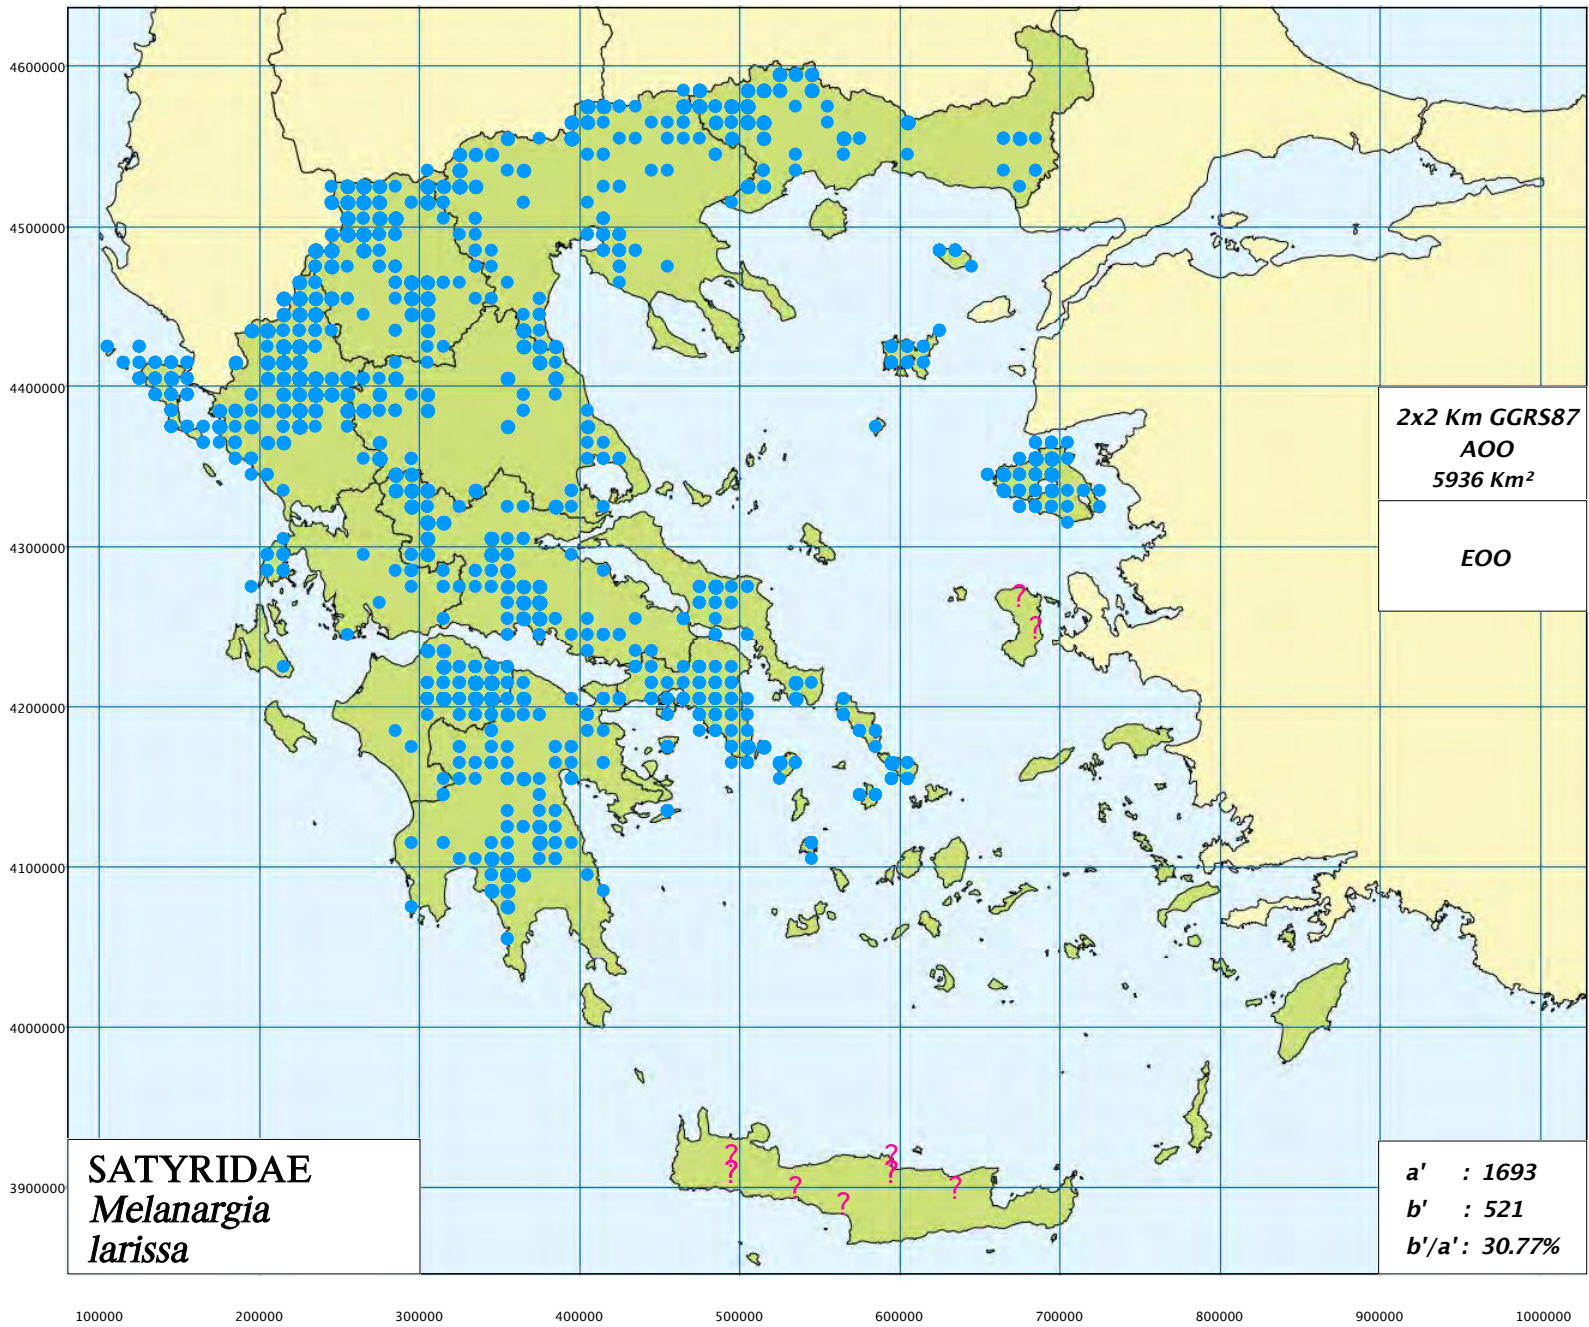 4600000
4500000
4400000
4300000
4200000
4100000
4000000
3900000
2x2 Km GGRS87
AOO
5936 Km²
EOO
?
?
?
?
?
?
?
?
?
SATYRIDAE
Melanargia
larissa
a' : 1693
b' : 521
b'/a' : 30.77%
100000 200000 300000 400000 500000 600000 700000 800000 900000 1000000